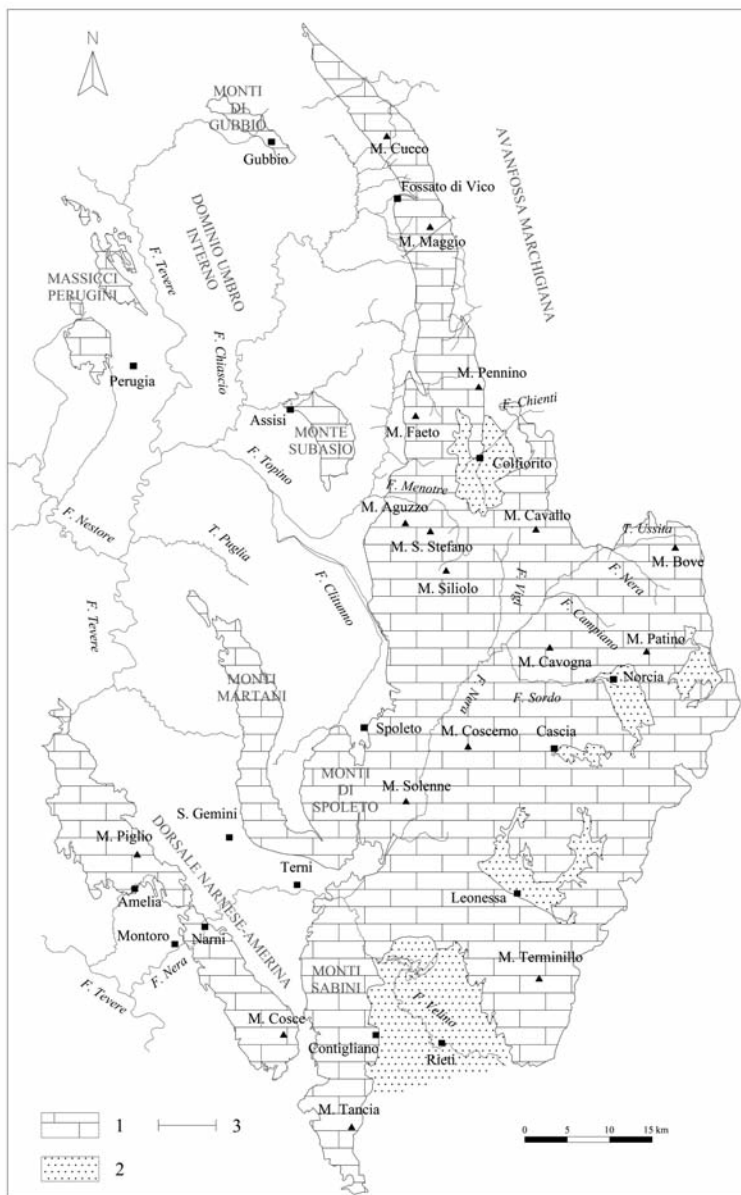 N
MONTI
DI
GUBBIO
Gubbio
M. Cucco
AVANFOSSA MARCHIGIANA
Fossato di Vico
DOMINIO UMBRO
INTERNO
M. Maggio
F. Tevere
MASSICCI
PERUGINI
F. Chiascio
Perugia
M. Pennino
F. Chienti
Assisi
MONTE
SUBASIO
M. Faeto
F. Topino
Colfiorito
F. Menotre
M. Aguzzo
M. Cavallo
F. Nestore
M. S. Stefano
T. Ussita
M. Bove
T. Puglia
M. Siliolo
F. Vigi
F. Nera
F. Clitunno
F. Tevere
F. Campiano
M. Patino
M. Cavogna
MONTI
MARTANI
Norcia
F. Nera
F. Sordo
Spoleto
M. Coscerno
Cascia
MONTI
DI
SPOLETO
M. Solenne
S. Gemini
M. Piglio
DORSALE NARNESE-AMERINA
Terni
Amelia
Leonessa
Narni
Montoro
M. Terminillo
F. Nera
MONTI
SABINI
F. Tevere
F. Velino
M. Cosce
Contigliano
Rieti
M. Tancia
1
3
2
0 5 10 15 km